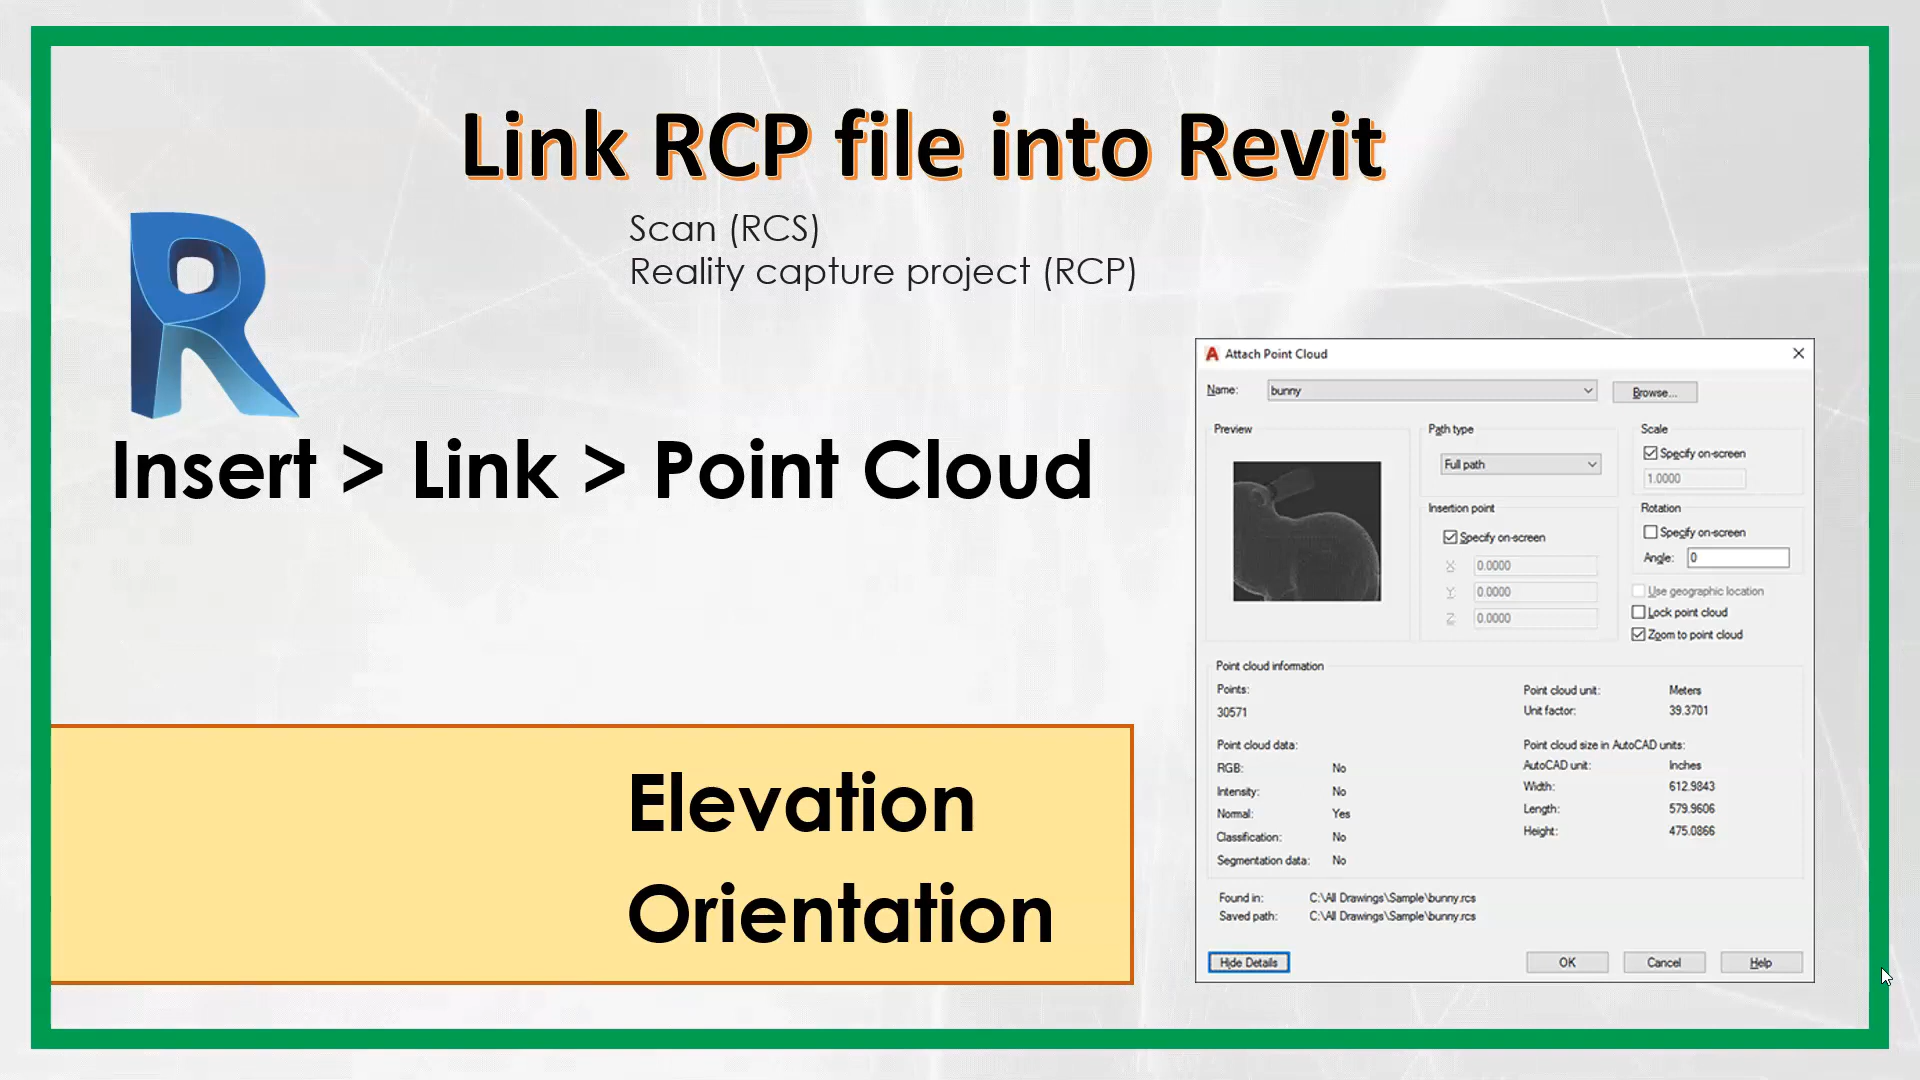 Link RCP file into Revit
Scan (RCS)
Reality capture project (RCP)
Insert > Link > Point Cloud
Elevation
Orientation
Attach Point Cloud
Name: bunny Browse...
Preview
Path type
Full path
Insertion point
Specify on-screen
X: 0.0000
Y: 0.0000
Z: 0.0000
Scale
Specify on-screen
1.0000
Rotation
Specify on-screen
Angle: 0
Use geographic location
Lock point cloud
Zoom to point cloud
Point cloud information
Points:
30571
Point cloud data:
RGB: No
Intensity: No
Normal: Yes
Classification: No
Segmentation data: No
Point cloud unit: Meters
Unit factor: 39.3701
Point cloud size in AutoCAD units:
AutoCAD unit: Inches
Width: 612.9843
Length: 579.9606
Height: 475.0866
Found in: C:\All Drawings\Sample\bunny.rcs
Saved path: C:\All Drawings\Sample\bunny.rcs
Hide Details OK Cancel Help